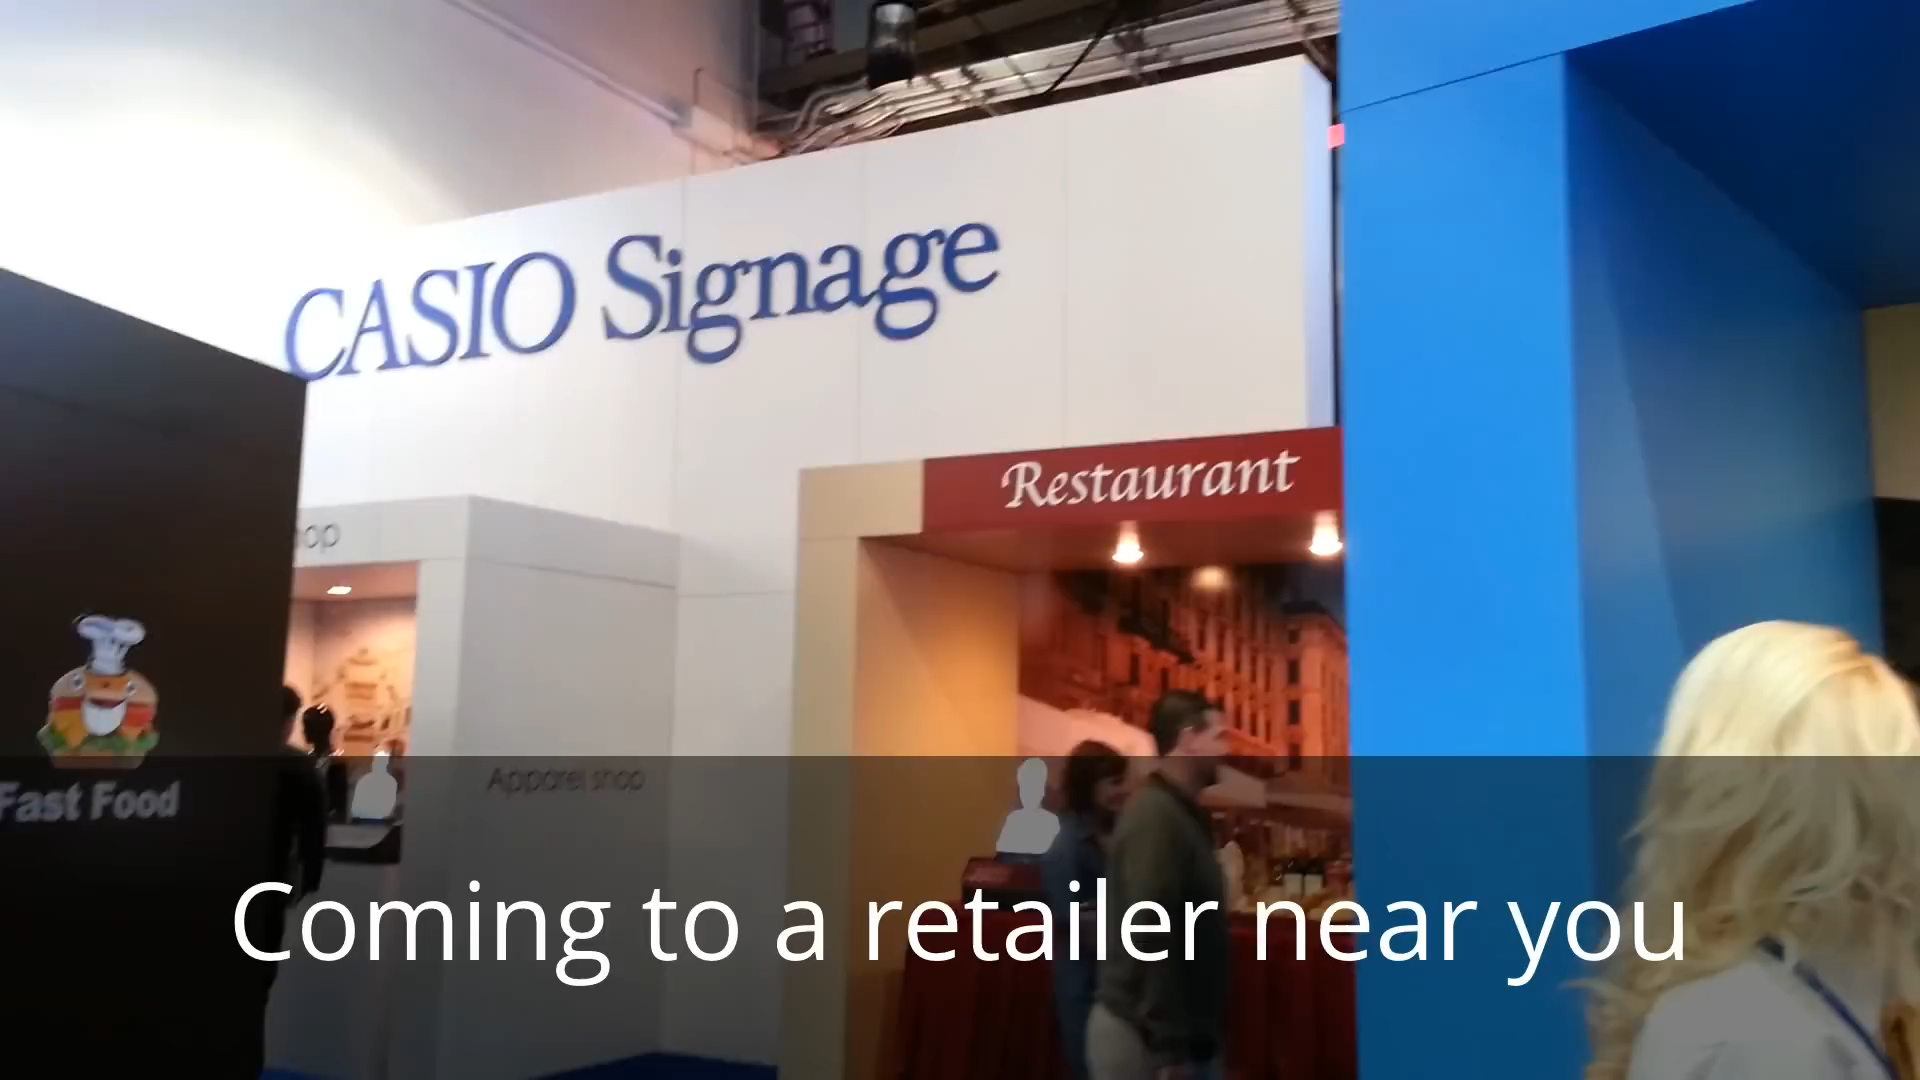 CASIO Signage
Restaurant
Apparel shop
Fast Food
Coming to a retailer near you